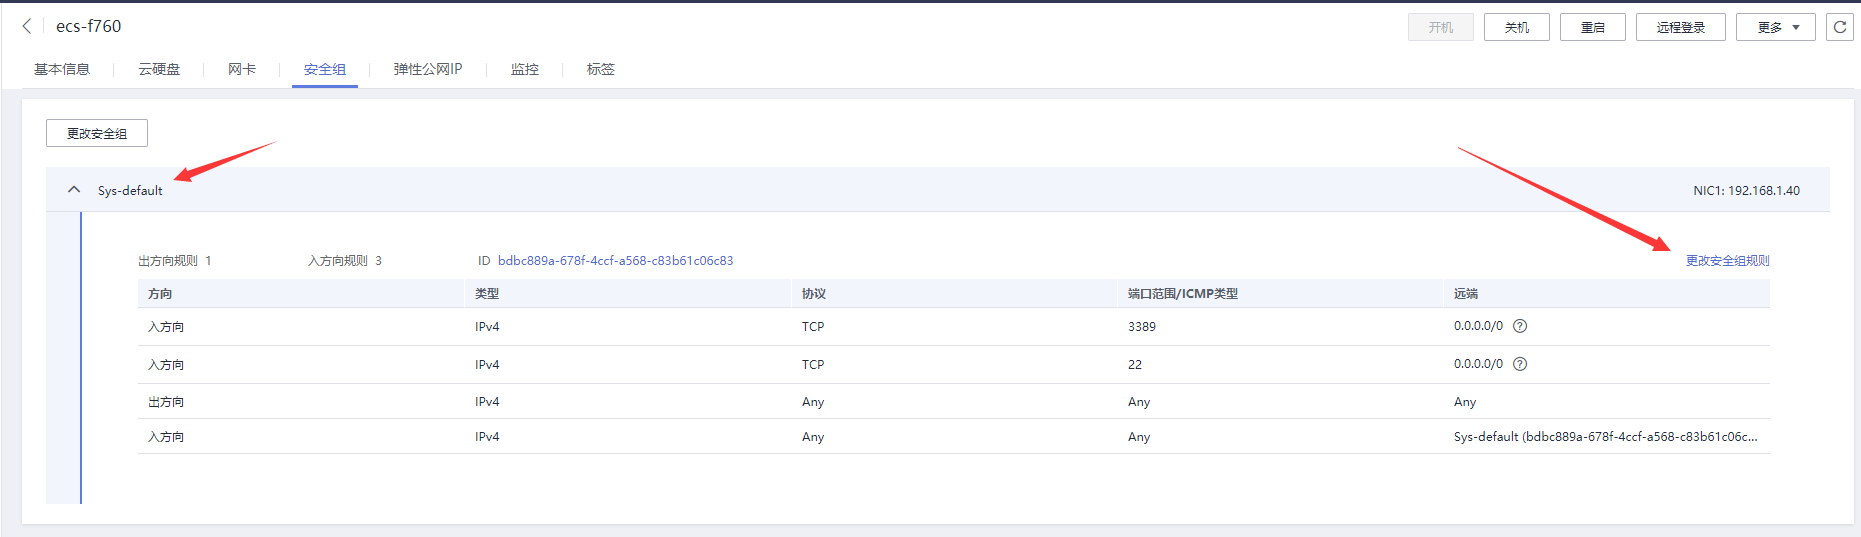 ecs-f760
开机 关机 重启 远程登录 更多
基本信息 云硬盘 网卡 安全组 弹性公网IP 监控 标签
更改安全组
Sys-default NIC1: 192.168.1.40
出方向规则 1 入方向规则 3 ID bdbc889a-678f-4ccf-a568-c83b61c06c83 更改安全组规则
方向 类型 协议 端口范围/ICMP类型 远端
入方向 IPv4 TCP 3389 0.0.0.0/0 ?
入方向 IPv4 TCP 22 0.0.0.0/0 ?
出方向 IPv4 Any Any Any
入方向 IPv4 Any Any Sys-default (bdbc889a-678f-4ccf-a568-c83b61c06c...